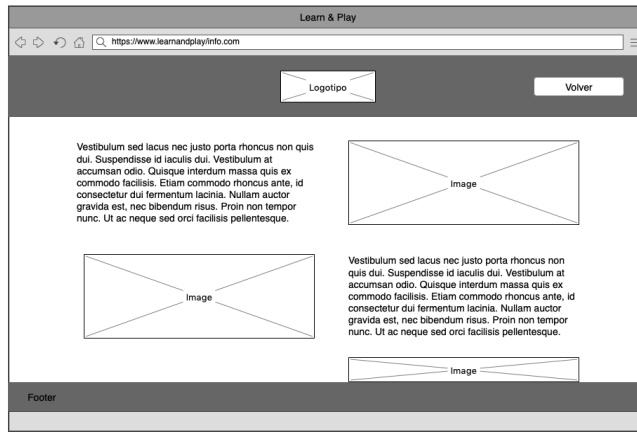 Learn & Play
https://www.learnandplay/info.com
Logotipo
Volver
Vestibulum sed lacus nec justo porta rhoncus non quis
dui. Suspendisse id iaculis dui. Vestibulum at
accumsan odio. Quisque interdum massa quis ex
commodo facilisis. Etiam commodo rhoncus ante, id
consectetur dui fermentum lacinia. Nullam auctor
gravida est, nec bibendum risus. Proin non tempor
nunc. Ut ac neque sed orci facilisis pellentesque.
Image
Image
Vestibulum sed lacus nec justo porta rhoncus non
quis dui. Suspendisse id iaculis dui. Vestibulum at
accumsan odio. Quisque interdum massa quis ex
commodo facilisis. Etiam commodo rhoncus ante, id
consectetur dui fermentum lacinia. Nullam auctor
gravida est, nec bibendum risus. Proin non tempor
nunc. Ut ac neque sed orci facilisis pellentesque.
Image
Footer